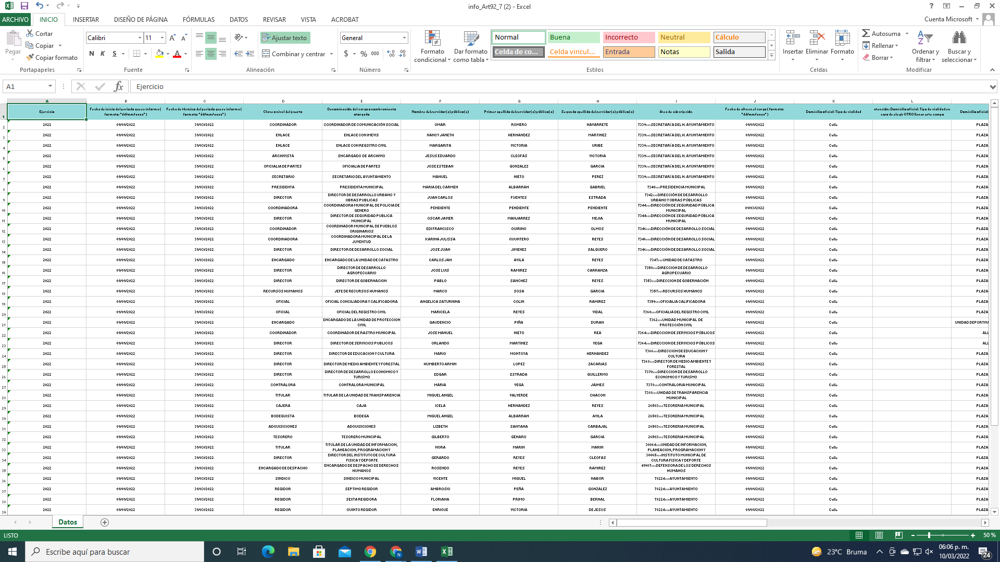 info_Art92_7 (2) - Excel
ARCHIVO INICIO INSERTAR DISEÑO DE PÁGINA FÓRMULAS DATOS REVISAR VISTA ACROBAT Cuenta Microsoft
Pegar
Cortar
Copiar
Copiar formato
Portapapeles
Calibri 11
N K S
Fuente
Ajustar texto
Combinar y centrar
Alineación
General
$ % 000
Número
Formato condicional
Dar formato como tabla
Normal Buena Incorrecto Neutral Cálculo
Celda de co... Celda vincul... Entrada Notas Salida
Estilos
Insertar Eliminar Formato
Celdas
Autosuma
Rellenar
Borrar
Ordenar y filtrar
Buscar y seleccionar
Modificar
A1 fx Ejercicio
A B C D E F G H I J K L
1 Ejercicio Fecha de inicio del periodo que se informa ( formato: "dd/mm/aaaa" ) Fecha de término del periodo que se informa ( formato: "dd/mm/aaaa" ) Clave o nivel del puesto Denominación del cargo o nombramiento otorgado Nombre del servidor(a) público(a) Primer apellido del servidor(a) público(a) Segundo apellido del servidor(a) público(a) Área de adscripción Fecha de alta en el cargo ( formato: "dd/mm/aaaa" ) Domicilio oficial: Tipo de vialidad atención: Domicilio oficial: Tipo de vialidad en caso de elegir OTRO llenar este campo Domicilio oficial:
2 2022 01/01/2022 31/03/2022 COORDINADOR COORDINADOR DE COMUNICACIÓN SOCIAL OMAR ROMERO NAVARRETE 7339>>>SECRETARÍA DEL H. AYUNTAMIENTO 01/01/2022 Calle PLAZA
3 2022 01/01/2022 31/03/2022 ENLACE ENLACE CON IMEVIS NANCY JANETH HERNANDEZ MARTINEZ 7339>>>SECRETARÍA DEL H. AYUNTAMIENTO 01/01/2022 Calle PLAZA
4 2022 01/01/2022 31/03/2022 ENLACE ENLACE CON REGSITRO CIVIL MARGARITA VICTORIA URIBE 7339>>>SECRETARÍA DEL H. AYUNTAMIENTO 01/01/2022 Calle PLAZA
5 2022 01/01/2022 31/03/2022 ARCHIVISTA ENCARGADO DE ARCHIVO JESUS EDUARDO CLEOFAS VICTORIA 7339>>>SECRETARÍA DEL H. AYUNTAMIENTO 01/01/2022 Calle PLAZA
6 2022 01/01/2022 31/03/2022 OFICIALIA DE PARTES OFICIALIA DE PARTES JOSE ESTEBAN GONZALEZ GARCIA 7339>>>SECRETARÍA DEL H. AYUNTAMIENTO 01/01/2022 Calle PLAZA
7 2022 01/01/2022 31/03/2022 SECRETARIO SECRETARIO DEL AYUNTAMIENTO MANUEL NIETO PEREZ 7339>>>SECRETARÍA DEL H. AYUNTAMIENTO 01/01/2022 Calle PLAZA
8 2022 01/01/2022 31/03/2022 PRESIDENTA PRESIDENTA MUNICIPAL MARIA DEL CARMEN ALBARRAN GABRIEL 7340>>>PRESIDENCIA MUNICIPAL 01/01/2022 Calle PLAZA
9 2022 01/01/2022 31/03/2022 DIRECTOR DIRECTOR DE DESARROLLO URBANO Y OBRAS PUBLICAS JUAN CARLOS FUENTES ESTRADA 7342>>>DIRECCIÓN DE DESARROLLO URBANO Y OBRAS PÚBLICAS 01/01/2022 Calle PLAZA
10 2022 01/01/2022 31/03/2022 COORDINADORA COORDINADORA MUNICIPAL DE POLICIA DE GENERO PENDIENTE PENDIENTE PENDIENTE 7344>>>DIRECCIÓN DE SEGURIDAD PÚBLICA MUNICIPAL 01/03/2022 Calle PLAZA
11 2022 01/01/2022 31/03/2022 DIRECTOR DIRECTOR DE SEGURIDAD PUBLICA MUNICIPAL OSCAR JAVIER MANJARREZ MEJIA 7344>>>DIRECCIÓN DE SEGURIDAD PÚBLICA MUNICIPAL 01/01/2022 Calle PLAZA
12 2022 01/01/2022 31/03/2022 COORDINADOR COORDINADOR MUNICIPAL DE PUEBLOS ORIGINARIOS EDI FRANCISCO QUIRINO OLMOS 7346>>>DIRECCIÓN DE DESARROLLO SOCIAL 01/01/2022 Calle PLAZA
13 2022 01/01/2022 31/03/2022 COORDINADORA COORDINADORA MUNICIPAL DE LA JUVENTUD KARINA JULISSA QUUNTERO REYES 7346>>>DIRECCIÓN DE DESARROLLO SOCIAL 01/01/2022 Calle PLAZA
14 2022 01/01/2022 31/03/2022 DIRECTOR DIRECTOR DE DESARROLLO SOCIAL JOSE JUAN JIMENEZ SALGUERO 7346>>>DIRECCIÓN DE DESARROLLO SOCIAL 01/01/2022 Calle PLAZA
15 2022 01/01/2022 31/03/2022 ENCARGADO ENCARGADO DE LA UNIDAD DE CATASTRO CARLOS JAN AVILA REYES 7347>>>UNIDAD DE CATASTRO 01/01/2022 Calle PLAZA
16 2022 01/01/2022 31/03/2022 DIRECTOR DIRECTOR DE DESARROLLO AGROPECUARIO JOSE LUIS RAMIREZ CARRANZA 7350>>>DIRECCION DE DESARROLLO AGROPECUARIO 01/01/2022 Calle PLAZA
17 2022 01/01/2022 31/03/2022 DIRECTOR DIRECTOR DE GOBERNACION PABLO SANCHEZ REYES 7353>>>DIRECCION DE GOBERNACIÓN 01/01/2022 Calle PLAZA
18 2022 01/01/2022 31/03/2022 RECURSOS HUMANOS JEFE DE RECURSOS HUMANOS MARCO SOSA GARCIA 7357>>>RECURSOS HUMANOS 01/01/2022 Calle PLAZA
19 2022 01/01/2022 31/03/2022 OFICIAL OFICIAL CONCILIADORA Y CALIFICADORA ANGELICA SATURNINA COLIN RAMIREZ 7359>>>OFICIALIA CALIFICADORA 01/01/2022 Calle PLAZA
20 2022 01/01/2022 31/03/2022 OFICIAL OFICIAL DEL REGISTRO CIVIL MARICELA REYES VIDAL 7360>>>OFICIALIA DEL REGISTRO CIVIL 01/01/2022 Calle PLAZA
21 2022 01/01/2022 31/03/2022 ENCARGADO ENCARGADO DE LA UNIDAD DE PROTECCION CIVIL GAUDENCIO PIÑA DURAN 7362>>>UNIDAD MUNICIPAL DE PROTECCIÓN CIVIL 01/01/2022 Calle UNIDAD DEPORTIVA
22 2022 01/01/2022 31/03/2022 COORDINADOR COORDINADOR DE RASTRO MUNICIPAL JOSE MANUEL NIETO REA 7364>>>DIRECCION DE SERVICIOS PÚBLICOS 01/01/2022 Calle ALL
23 2022 01/01/2022 31/03/2022 DIRECTOR DIRECTOR DE SERVICIOS PUBLICOS ORLANDO MARTINEZ VEGA 7364>>>DIRECCION DE SERVICIOS PÚBLICOS 01/01/2022 Calle ALL
24 2022 01/01/2022 31/03/2022 DIRECTOR DIRECTOR DE EDUCACION Y CULTURA MARIO MONTOYA HERNANDEZ 7366>>>DIRECCION DE EDUCACION Y CULTURA 01/01/2022 Calle PLAZA
25 2022 01/01/2022 31/03/2022 DIRECTOR DIRECTOR DE MEDIO AMBIENTE Y FORESTAL HUMBERTO ARMIN LOPEZ ZACARIAS 7368>>>DIRECTOR DE MEDIO AMBIENTE Y FORESTAL 01/01/2022 Calle PLAZA
26 2022 01/01/2022 31/03/2022 DIRECTOR DIRECTOR DE DESARROLLO ECONOMICO Y TURISMO EDGAR ESTRADA GUILLERMO 7370>>>DIRECCION DE DESARROLLO ECONOMICO Y TURISMO 01/01/2022 Calle PLAZA
27 2022 01/01/2022 31/03/2022 CONTRALORA CONTRALORA MUNICIPAL MARIA VEGA JAIMES 7378>>>CONTRALORIA MUNICIPAL 01/01/2022 Calle PLAZA
28 2022 01/01/2022 31/03/2022 TITULAR TITULAR DE LA UNIDAD DE TRANSPARENCIA MIGUEL ANGEL VALVERDE CHACON 7381>>>UNIDAD DE TRANSPARENCIA MUNICIPAL 17/01/2022 Calle PLAZA
29 2022 01/01/2022 31/03/2022 CAJERA CAJA ICELA HERNANDEZ REYES 26503>>>TESORERIA MUNICIPAL 01/01/2022 Calle PLAZA
30 2022 01/01/2022 31/03/2022 BODEGUISTA BODEGA MIGUEL ANGEL ALBARRAN AVILA 26503>>>TESORERIA MUNICIPAL 01/01/2022 Calle PLAZA
31 2022 01/01/2022 31/03/2022 ADQUISICIONES ADQUISICIONES LIZBETH SANTANA CARBAJAL 26503>>>TESORERIA MUNICIPAL 01/01/2022 Calle PLAZA
32 2022 01/01/2022 31/03/2022 TESORERO TESORERO MUNICIPAL GILBERTO GENARO GARCIA 26503>>>TESORERIA MUNICIPAL 01/01/2022 Calle PLAZA
33 2022 01/01/2022 31/03/2022 TITULAR TITULAR DE LA UNIDAD DE INFORMACION, PLANEACION, PROGRAMACION Y NORA MARIN MARIN 30064>>>UNIDAD DE INFORMACION, PLANEACION, PROGRAMACION Y 01/01/2022 Calle PLAZA
34 2022 01/01/2022 31/03/2022 DIRECTOR DIRECTOR DEL INSTITUTO DE CULTURA FISICA Y DEPORTE GERARDO REYES CLEOFAS 30065>>>INSTITUTO MUNICIPAL DE CULTURA FISICA Y DEPORTE 01/01/2022 Calle PLAZA
35 2022 01/01/2022 31/03/2022 ENCARGADO DE DESPACHO ENCARGADO DE DESPACHO DE DERECHOS HUMANOS ROSENDO REYES RAMIREZ 41907>>>DEFENSORA DE LOS DERECHOS HUMANOS 01/01/2022 Calle PLAZA
36 2022 01/01/2022 31/03/2022 SINDICO SINDICO MUNICIPAL VICENTE MIGUEL NABOR 78224>>>AYUNTAMIENTO 01/01/2022 Calle PLAZA
37 2022 01/01/2022 31/03/2022 REGIDOR SEPTIMO REGIDOR AMBROSIO PEÑA GONZALEZ 78224>>>AYUNTAMIENTO 01/01/2022 Calle PLAZA
38 2022 01/01/2022 31/03/2022 REGIDOR SEXTA REGIDORA FLORIANA PRIMO BERNAL 78224>>>AYUNTAMIENTO 01/01/2022 Calle PLAZA
39 2022 01/01/2022 31/03/2022 REGIDOR QUINTO REGIDOR ENRIQUE VICTORIA DE JESUS 78224>>>AYUNTAMIENTO 01/01/2022 Calle PLAZA
Datos
LISTO 50 %
Escribe aquí para buscar
23°C Bruma
06:06 p. m.
10/03/2022
24